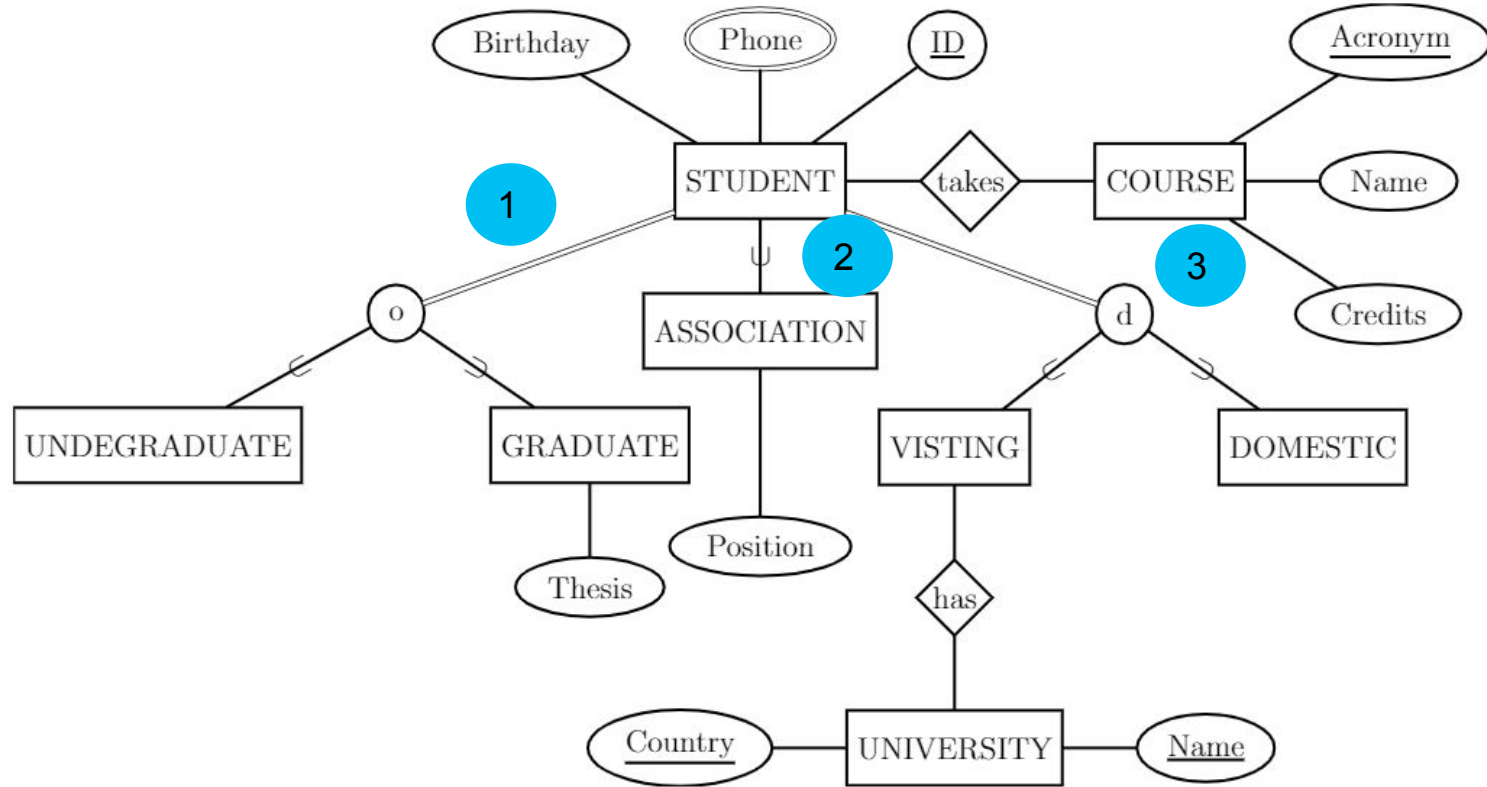 Birthday
Phone
ID
Acronym
STUDENT
takes
COURSE
Name
1
2
3
o
ASSOCIATION
d
Credits
UNDEGRADUATE
GRADUATE
VISTING
DOMESTIC
Position
Thesis
has
Country
UNIVERSITY
Name